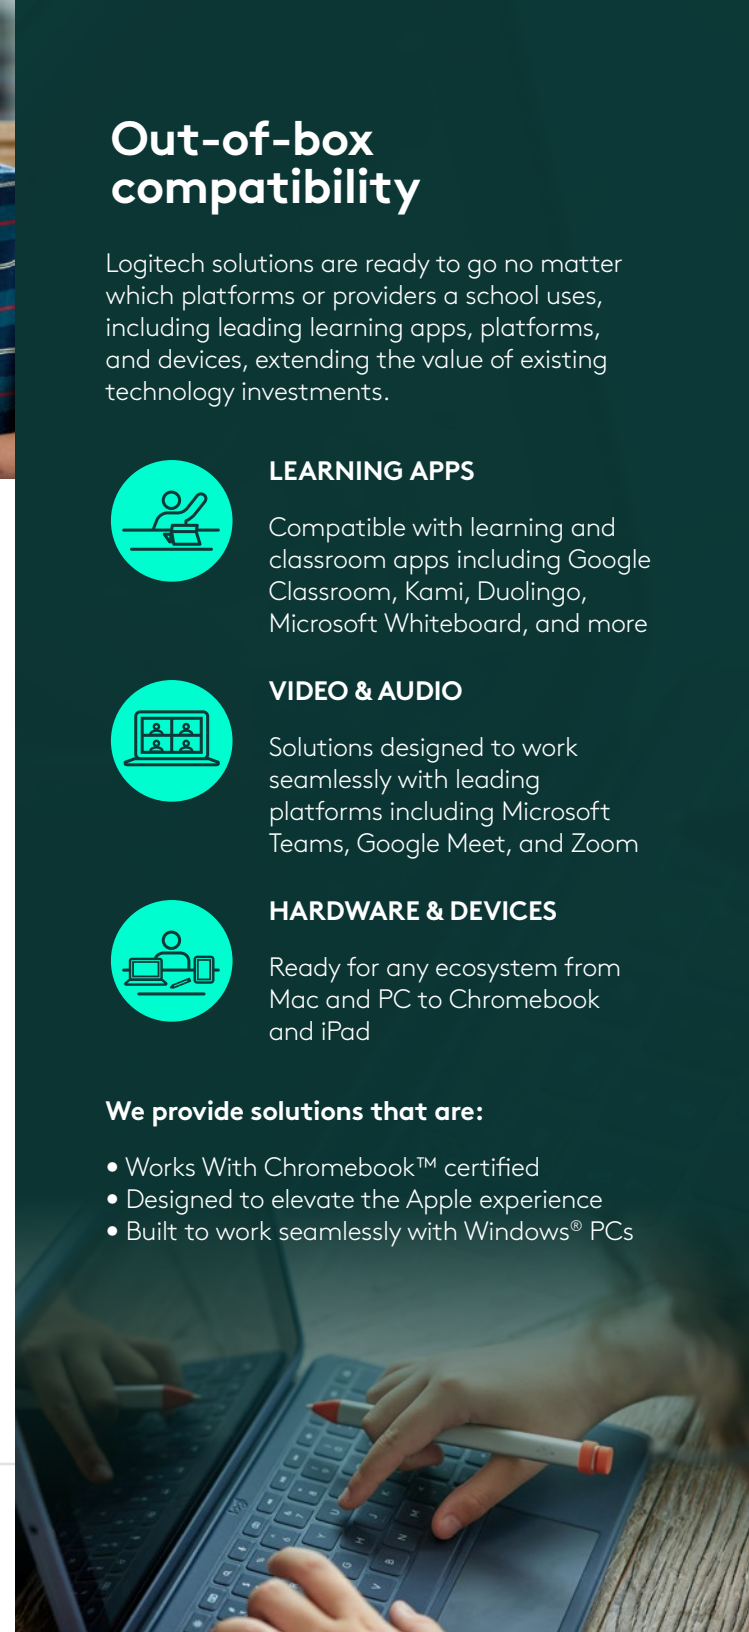 Out-of-box
compatibility
Logitech solutions are ready to go no matter
which platforms or providers a school uses,
including leading learning apps, platforms,
and devices, extending the value of existing
technology investments.
LEARNING APPS
Compatible with learning and
classroom apps including Google
Classroom, Kami, Duolingo,
Microsoft Whiteboard, and more
VIDEO & AUDIO
Solutions designed to work
seamlessly with leading
platforms including Microsoft
Teams, Google Meet, and Zoom
HARDWARE & DEVICES
Ready for any ecosystem from
Mac and PC to Chromebook
and iPad
We provide solutions that are:
• Works With Chromebook™ certified
• Designed to elevate the Apple experience
• Built to work seamlessly with Windows® PCs